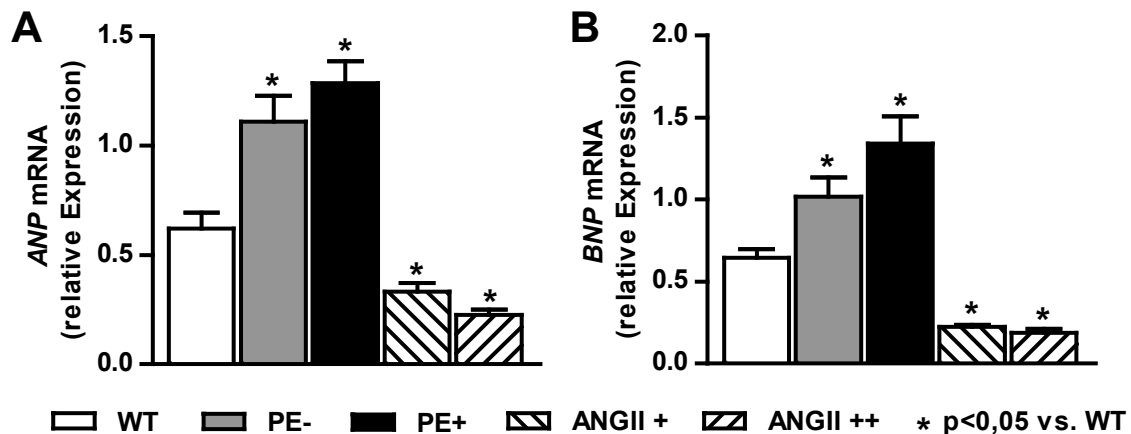 A
ANP mRNA
(relative Expression)
1.5
1.0
0.5
0.0
*
*
*
*
B
BNP mRNA
(relative Expression)
2.0
1.5
1.0
0.5
0.0
*
*
*
*
WT PE- PE+ ANGII + ANGII ++ * p<0,05 vs. WT